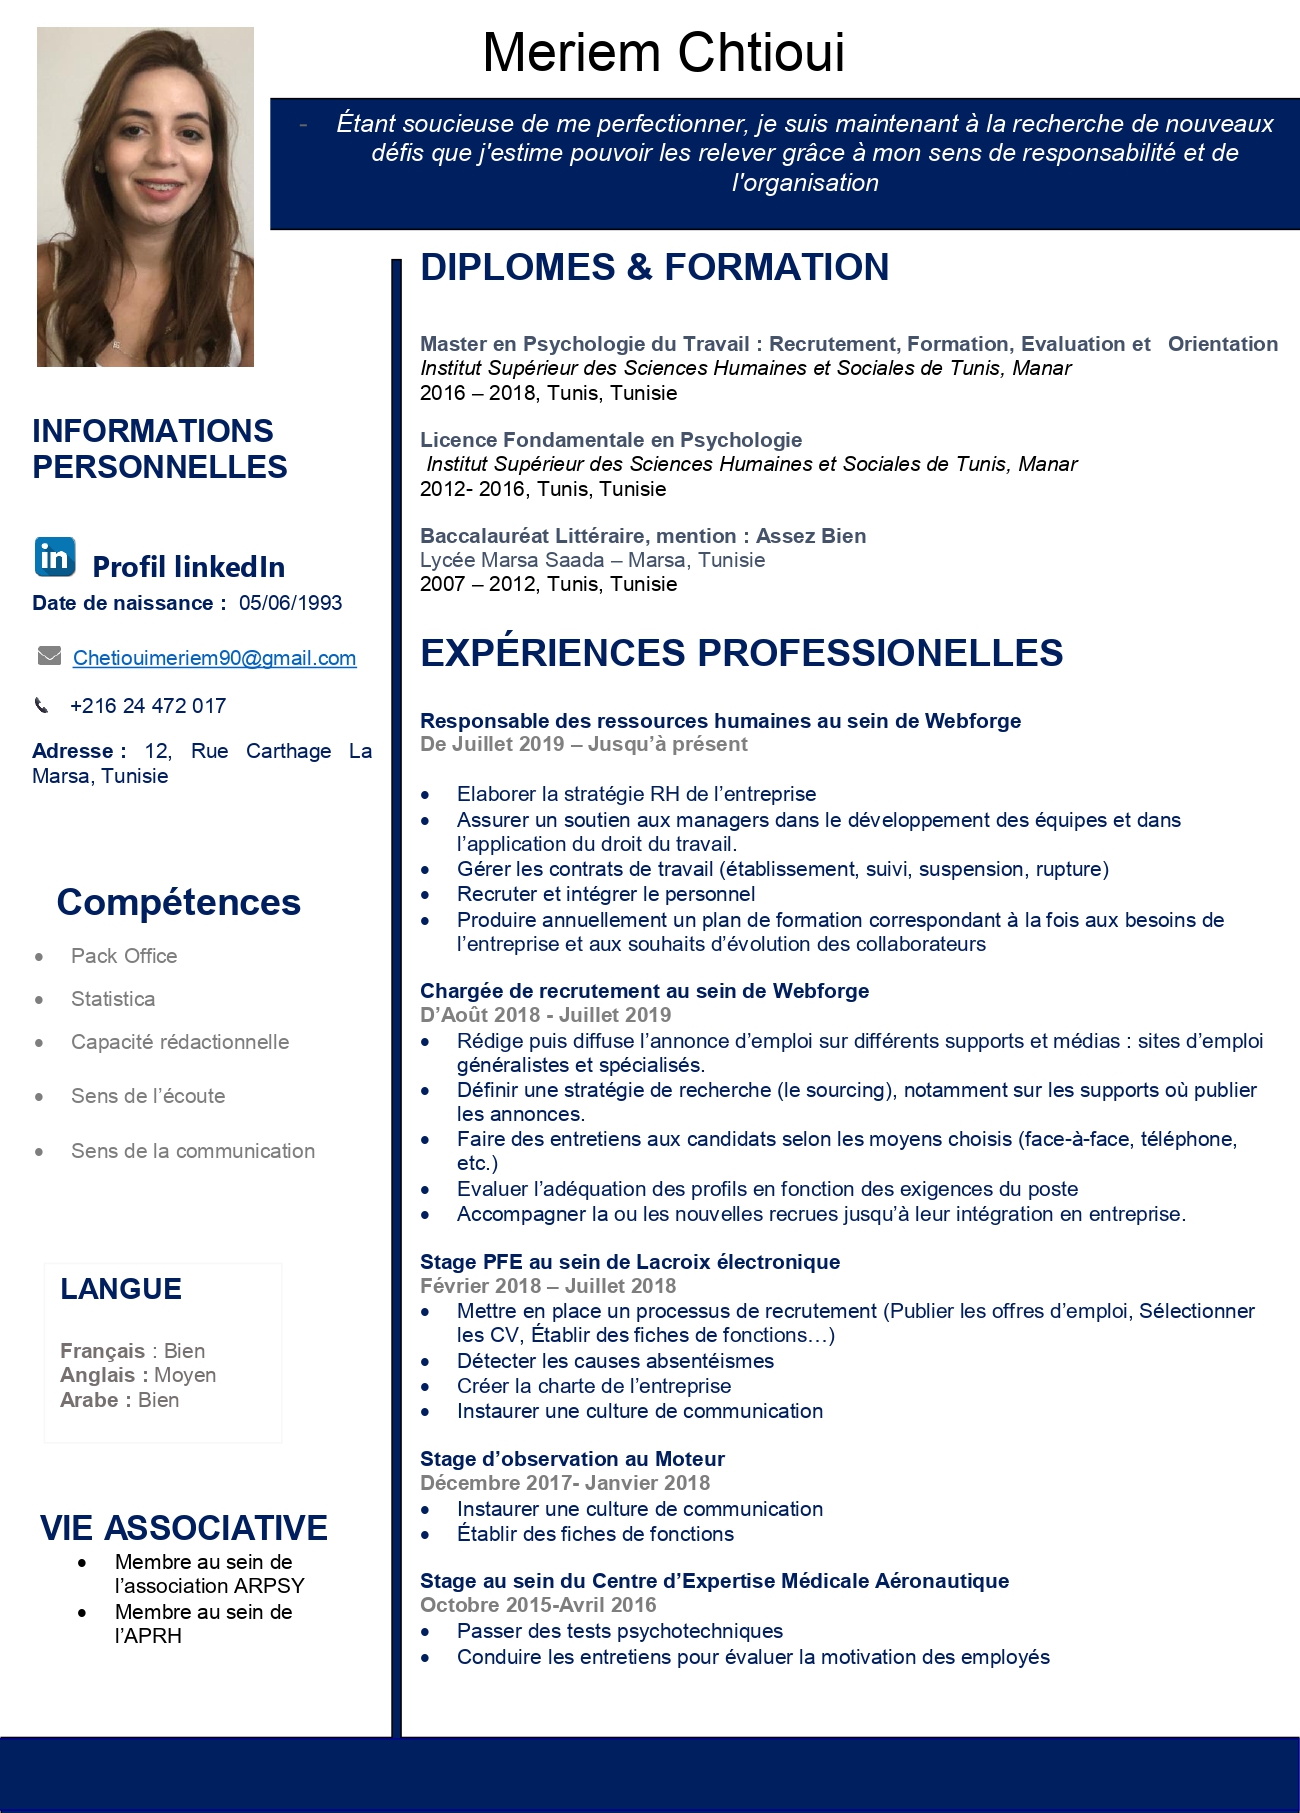 Meriem Chtioui
- Étant soucieuse de me perfectionner, je suis maintenant à la recherche de nouveaux
défis que j'estime pouvoir les relever grâce à mon sens de responsabilité et de
l'organisation
INFORMATIONS
PERSONNELLES
in Profil linkedIn
Date de naissance : 05/06/1993
Chetiouimeriem90@gmail.com
+216 24 472 017
Adresse : 12, Rue Carthage La
Marsa, Tunisie
Compétences
• Pack Office
• Statistica
• Capacité rédactionnelle
• Sens de l’écoute
• Sens de la communication
LANGUE
Français : Bien
Anglais : Moyen
Arabe : Bien
VIE ASSOCIATIVE
• Membre au sein de
l’association ARPSY
• Membre au sein de
l’APRH
DIPLOMES & FORMATION
Master en Psychologie du Travail : Recrutement, Formation, Evaluation et Orientation
Institut Supérieur des Sciences Humaines et Sociales de Tunis, Manar
2016 – 2018, Tunis, Tunisie
Licence Fondamentale en Psychologie
Institut Supérieur des Sciences Humaines et Sociales de Tunis, Manar
2012- 2016, Tunis, Tunisie
Baccalauréat Littéraire, mention : Assez Bien
Lycée Marsa Saada – Marsa, Tunisie
2007 – 2012, Tunis, Tunisie
EXPÉRIENCES PROFESSIONELLES
Responsable des ressources humaines au sein de Webforge
De Juillet 2019 – Jusqu’à présent
• Elaborer la stratégie RH de l’entreprise
• Assurer un soutien aux managers dans le développement des équipes et dans
l’application du droit du travail.
• Gérer les contrats de travail (établissement, suivi, suspension, rupture)
• Recruter et intégrer le personnel
• Produire annuellement un plan de formation correspondant à la fois aux besoins de
l’entreprise et aux souhaits d’évolution des collaborateurs
Chargée de recrutement au sein de Webforge
D’Août 2018 - Juillet 2019
• Rédige puis diffuse l’annonce d’emploi sur différents supports et médias : sites d’emploi
généralistes et spécialisés.
• Définir une stratégie de recherche (le sourcing), notamment sur les supports où publier
les annonces.
• Faire des entretiens aux candidats selon les moyens choisis (face-à-face, téléphone,
etc.)
• Evaluer l’adéquation des profils en fonction des exigences du poste
• Accompagner la ou les nouvelles recrues jusqu’à leur intégration en entreprise.
Stage PFE au sein de Lacroix électronique
Février 2018 – Juillet 2018
• Mettre en place un processus de recrutement (Publier les offres d’emploi, Sélectionner
les CV, Établir des fiches de fonctions…)
• Détecter les causes absentéismes
• Créer la charte de l’entreprise
• Instaurer une culture de communication
Stage d’observation au Moteur
Décembre 2017- Janvier 2018
• Instaurer une culture de communication
• Établir des fiches de fonctions
Stage au sein du Centre d’Expertise Médicale Aéronautique
Octobre 2015-Avril 2016
• Passer des tests psychotechniques
• Conduire les entretiens pour évaluer la motivation des employés